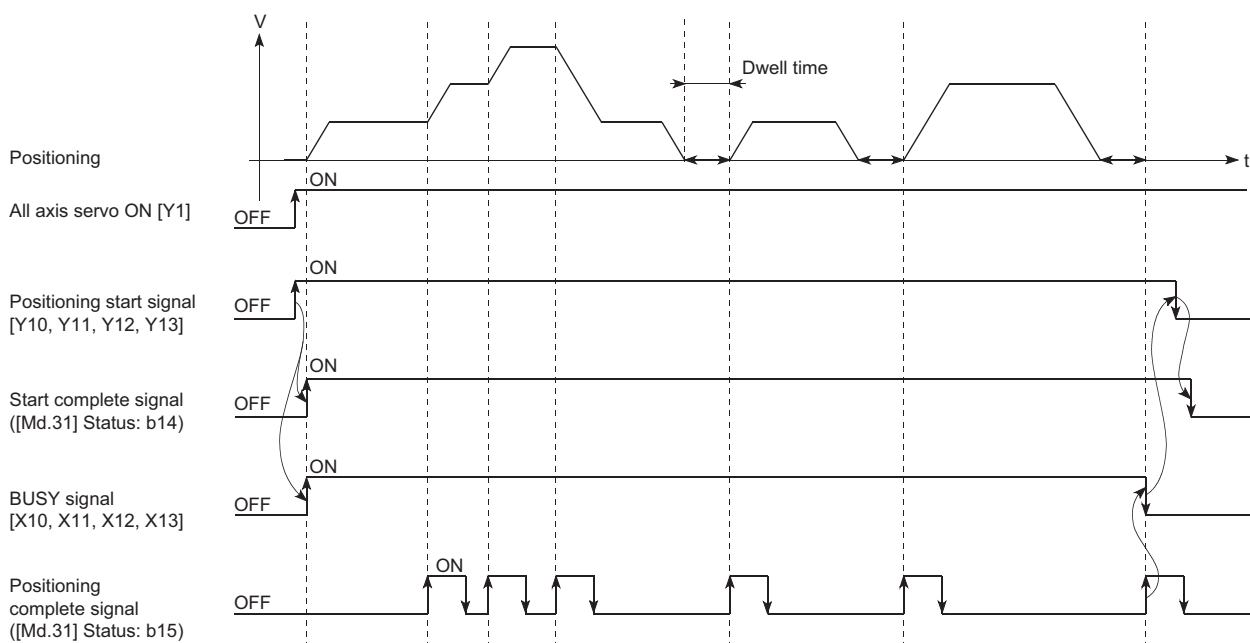 V
Dwell time
Positioning
t
ON
All axis servo ON [Y1]
OFF
ON
Positioning start signal
[Y10, Y11, Y12, Y13]
OFF
ON
Start complete signal
([Md.31] Status: b14)
OFF
ON
BUSY signal
[X10, X11, X12, X13]
OFF
Positioning
complete signal
([Md.31] Status: b15)
ON
OFF